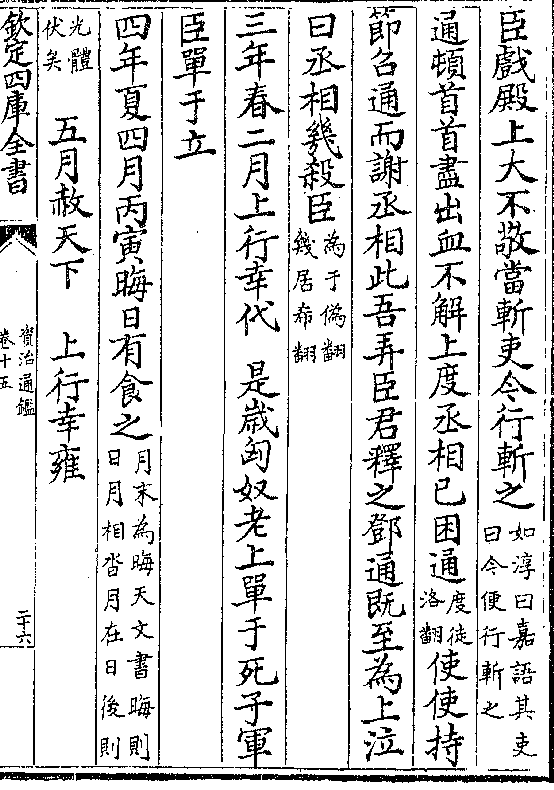 臣戲殿上大不敬當斬吏今行斬之如淳曰嘉語其吏曰今便行斬之
通頓首首盡出血不解上度丞相已困通度徒洛翻使使持
節召通而謝丞相此吾弄臣君釋之鄧通既至為上泣
曰丞相幾殺臣為于偽翻幾居希翻
三年春二月上行幸代 是歲匈奴老上單于死子軍
臣單于立
四年夏四月丙寅晦日有食之月末為晦天文書晦則日月相沓月在日後則
光體伏矣 五月赦天下 上行幸雍
欽定四庫全書 資治通鑑 卷十五 二十六